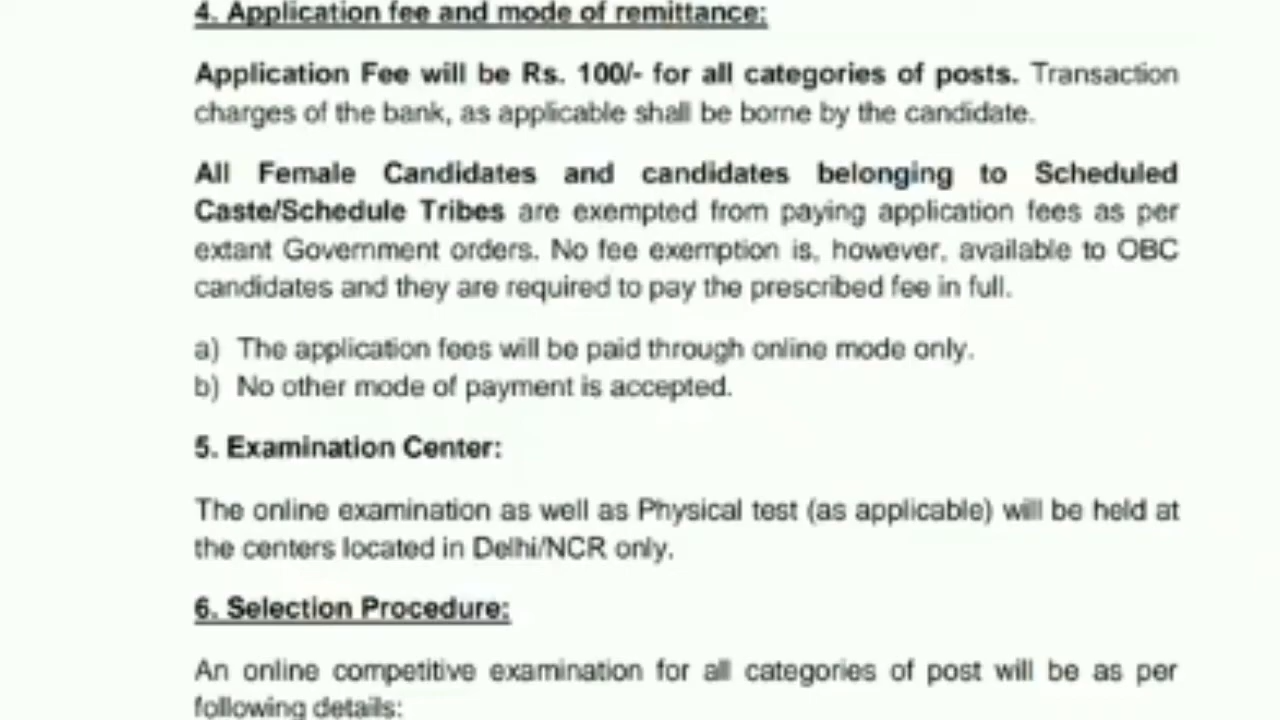 4. Application fee and mode of remittance:
Application Fee will be Rs. 100/- for all categories of posts. Transaction
charges of the bank, as applicable shall be borne by the candidate.
All Female Candidates and candidates belonging to Scheduled
Caste/Schedule Tribes are exempted from paying application fees as per
extant Government orders. No fee exemption is, however, available to OBC
candidates and they are required to pay the prescribed fee in full.
a) The application fees will be paid through online mode only.
b) No other mode of payment is accepted.
5. Examination Center:
The online examination as well as Physical test (as applicable) will be held at
the centers located in Delhi/NCR only.
6. Selection Procedure:
An online competitive examination for all categories of post will be as per
following details: